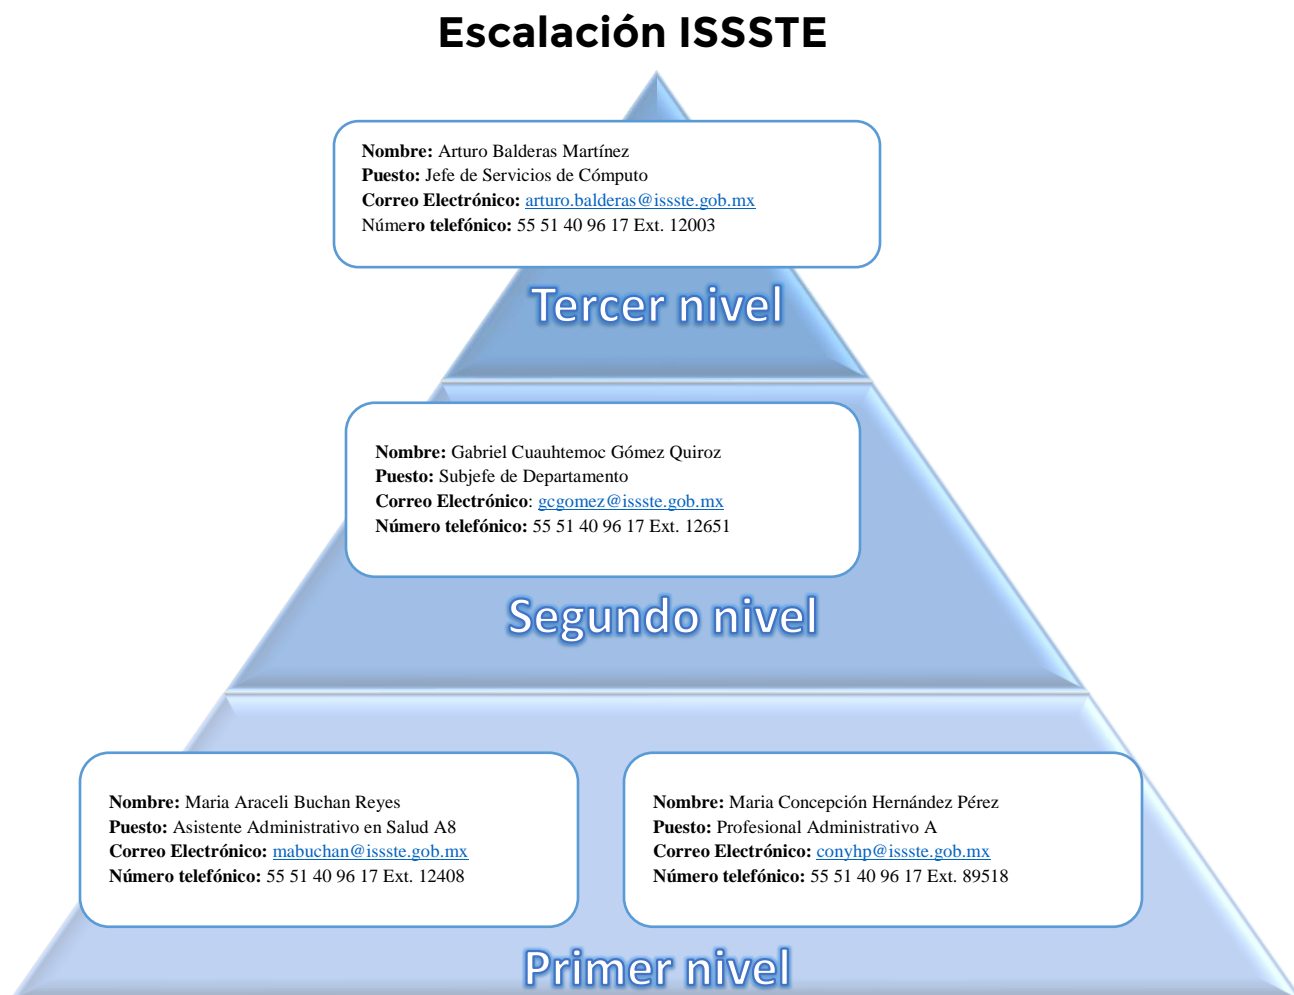 Escalación ISSSTE
Nombre: Arturo Balderas Martínez
Puesto: Jefe de Servicios de Cómputo
Correo Electrónico: arturo.balderas@issste.gob.mx
Número telefónico: 55 51 40 96 17 Ext. 12003
Tercer nivel
Nombre: Gabriel Cuauhtemoc Gómez Quiroz
Puesto: Subjefe de Departamento
Correo Electrónico: gcgomez@issste.gob.mx
Número telefónico: 55 51 40 96 17 Ext. 12651
Segundo nivel
Nombre: Maria Araceli Buchan Reyes
Puesto: Asistente Administrativo en Salud A8
Correo Electrónico: mabuchan@issste.gob.mx
Número telefónico: 55 51 40 96 17 Ext. 12408
Nombre: Maria Concepción Hernández Pérez
Puesto: Profesional Administrativo A
Correo Electrónico: conyhp@issste.gob.mx
Número telefónico: 55 51 40 96 17 Ext. 89518
Primer nivel